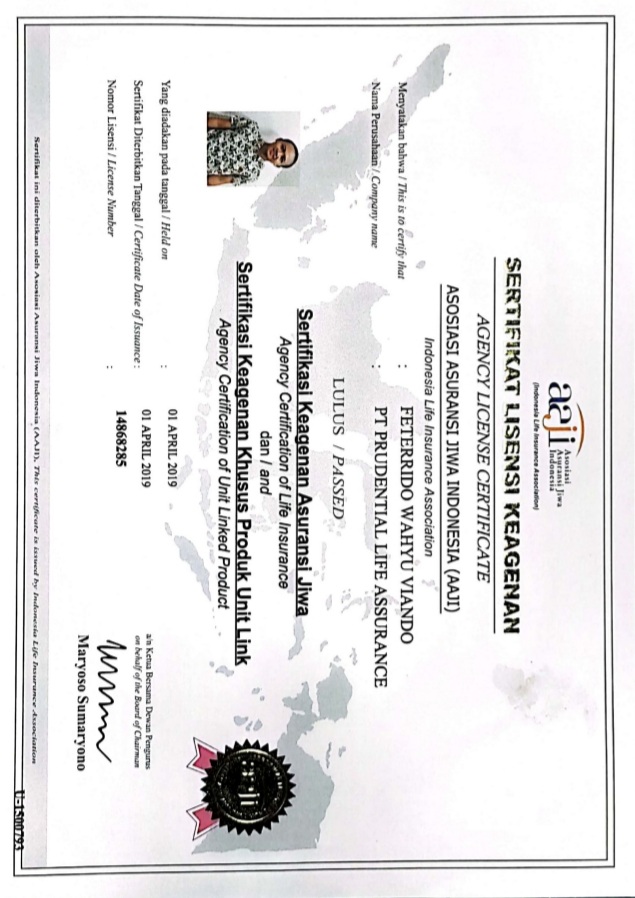 aaji Asosiasi
Asuransi Jiwa
Indonesia
(Indonesia Life Insurance Association)
SERTIFIKAT LISENSI KEAGENAN
AGENCY LICENSE CERTIFICATE
ASOSIASI ASURANSI JIWA INDONESIA (AAJI)
Indonesia Life Insurance Association
Menyatakan bahwa / This is to certify that : FETERRIDO WAHYU VIANDO
Nama Perusahaan / Company name : PT PRUDENTIAL LIFE ASSURANCE
LULUS / PASSED
Sertifikasi Keagenan Asuransi Jiwa
Agency Certification of Life Insurance
dan / and
Sertifikasi Keagenan Khusus Produk Unit Link
Agency Certification of Unit Linked Product
aaji
Yang diadakan pada tanggal / Held on : 01 APRIL 2019
Sertifikat Diterbitkan Tanggal / Certificate Date of Issuance : 01 APRIL 2019
Nomor Lisensi / License Number : 14868285
a/n Ketua Bersama Dewan Pengurus
on behalf of the Board of Chairman
Maryoso Sumaryono
Sertifikat ini diterbitkan oleh Asosiasi Asuransi Jiwa Indonesia (AAJI), This certificate is issued by Indonesia Life Insurance Association
U-1500793